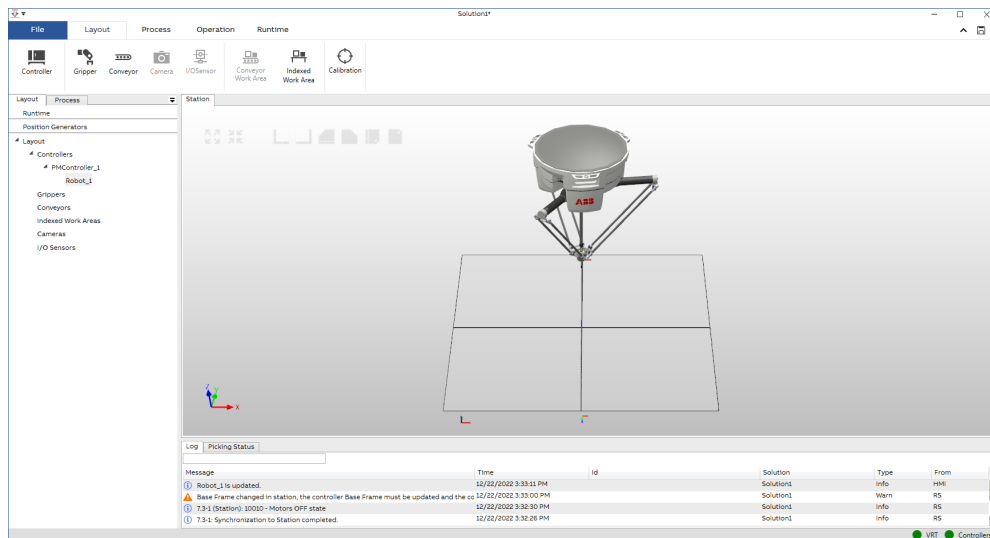 Solution1*
File Layout Process Operation Runtime
Controller Gripper Conveyor Camera I/OSensor Conveyor Work Area Indexed Work Area Calibration
Layout Process
Station
Runtime
Position Generators
Layout
Controllers
PMController_1
Robot_1
Grippers
Conveyors
Indexed Work Areas
Cameras
I/O Sensors
ABB
Z
Y
X
Log Picking Status
Message Time Id Solution Type From
Robot_1 is updated. 12/22/2022 3:33:11 PM Solution1 Info HMI
Base Frame changed in station, the controller Base Frame must be updated and the co 12/22/2022 3:33:00 PM Solution1 Warn RS
7.3-1 (Station): 10010 - Motors OFF state 12/22/2022 3:32:30 PM Solution1 Info RS
7.3-1: Synchronization to Station completed. 12/22/2022 3:32:26 PM Solution1 Info RS
VRT Controllers